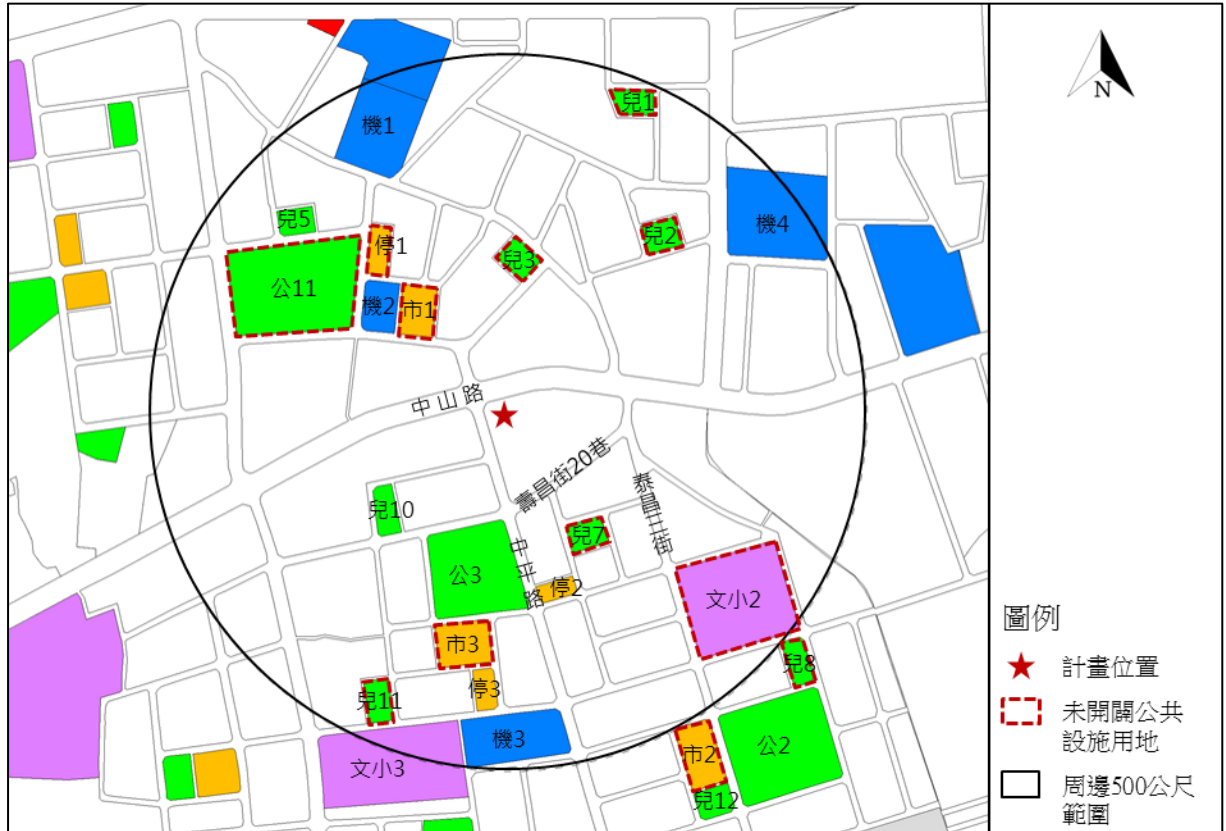 N
兒1
機1
兒2
機4
兒5
停1
兒3
公11
機2
市1
中山路
壽昌街20巷
泰昌三街
兒10
兒7
中平路
公3
停2
文小2
市3
兒8
兒11
停3
機3
市2
公2
文小3
兒12
圖例
計畫位置
未開闢公共
設施用地
周邊500公尺
範圍